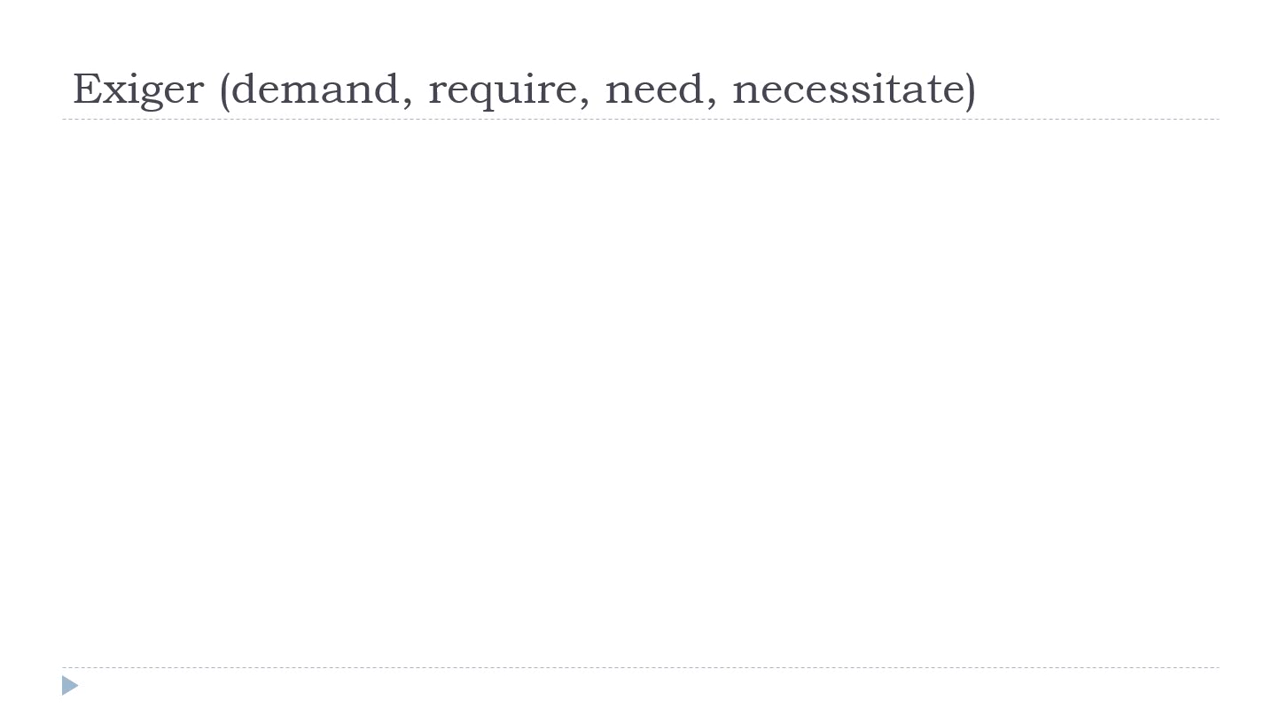 Exiger (demand, require, need, necessitate)